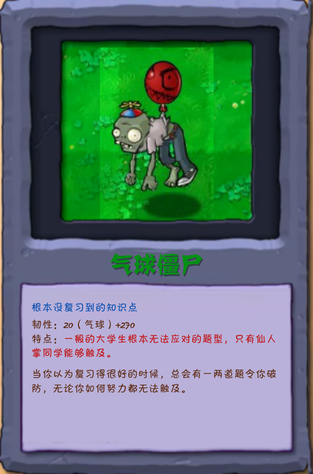 气球僵尸
根本没复习到的知识点
韧性：20（气球）+270
特点：一般的大学生根本无法应对的题型，只有仙人
掌同学能够触及。
当你以为复习得很好的时候，总会有一两道题令你破
防，无论你如何努力都无法触及。